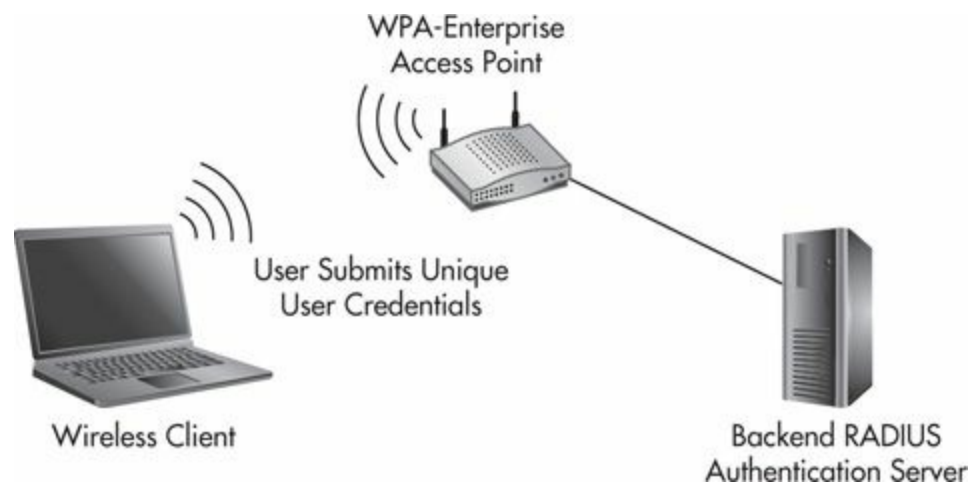 WPA-Enterprise
Access Point
User Submits Unique
User Credentials
Wireless Client
Backend RADIUS
Authentication Server